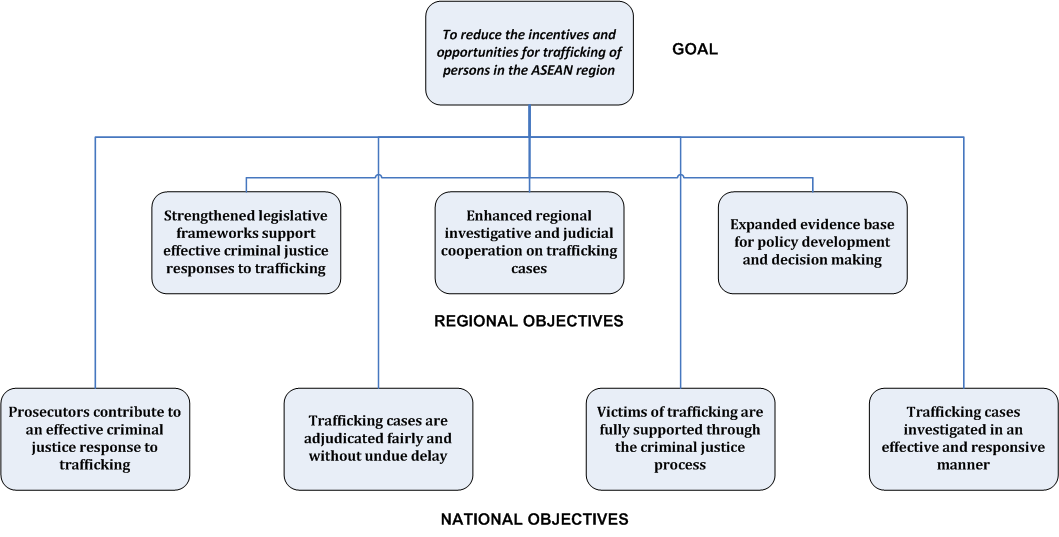 To reduce the incentives and
opportunities for trafficking of
persons in the ASEAN region
GOAL
Strengthened legislative
frameworks support
effective criminal justice
responses to trafficking
Enhanced regional
investigative and judicial
cooperation on trafficking
cases
Expanded evidence base
for policy development
and decision making
REGIONAL OBJECTIVES
Prosecutors contribute to
an effective criminal
justice response to
trafficking
Trafficking cases are
adjudicated fairly and
without undue delay
Victims of trafficking are
fully supported through
the criminal justice
process
Trafficking cases
investigated in an
effective and responsive
manner
NATIONAL OBJECTIVES